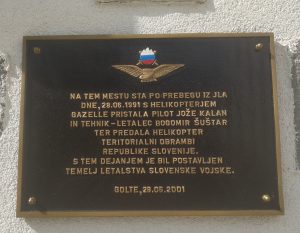 NA TEM MESTU STA PO PREBEGU IZ JLA
DNE, 28.06.1991 S HELIKOPTERJEM
GAZELLE PRISTALA PILOT JOŽE KALAN
IN TEHNIK-LETALEC BOGOMIR ŠUŠTAR
TER PREDALA HELIKOPTER
TERITORIALNI OBRAMBI
REPUBLIKE SLOVENIJE.
S TEM DEJANJEM JE BIL POSTAVLJEN
TEMELJ LETALSTVA SLOVENSKE VOJSKE.
GOLTE, 28.06.2001